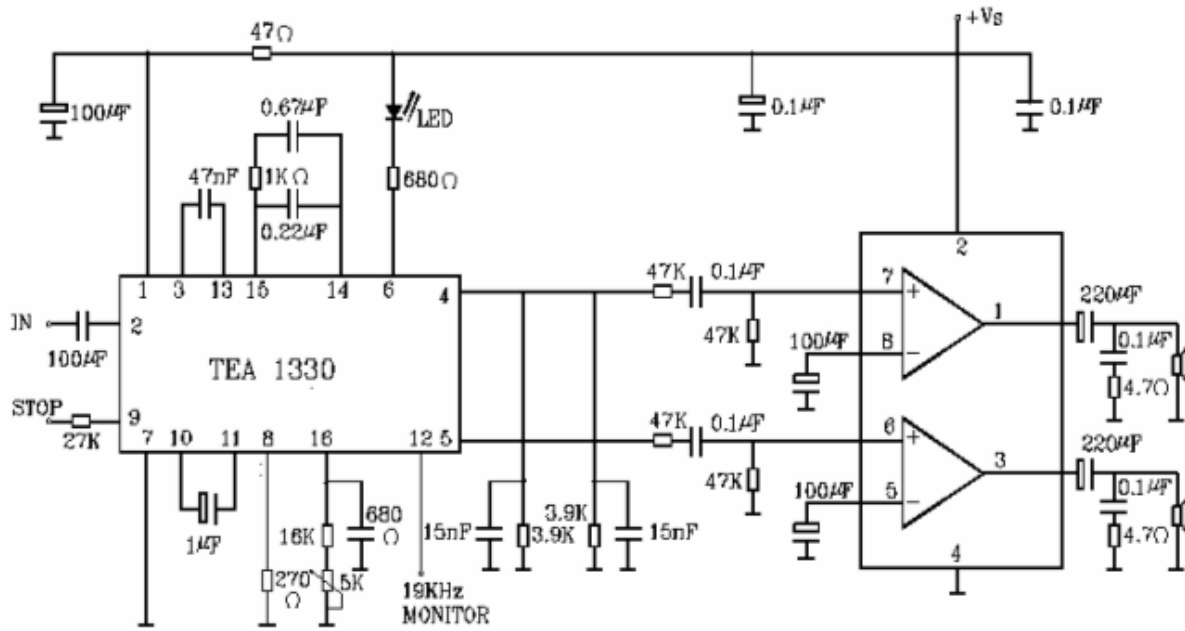 +Vs
47Ω
100µF
0.67µF
LED
0.1µF
0.1µF
47nF
1KΩ
680Ω
0.22µF
2
1 3 13 15 14 6 4
47K 0.1µF
7
+
1
220µF
IN
2
100µF
47K
100µF
8
−
0.1µF
4.7Ω
TEA 1330
STOP
9
27K
47K 0.1µF
6
+
3
220µF
7 10 11 8 16 12 5
47K
100µF
5
−
0.1µF
4.7Ω
1µF
16K
680
Ω
15nF
3.9K
3.9K
15nF
4
270
Ω
5K
19KHz
MONITOR